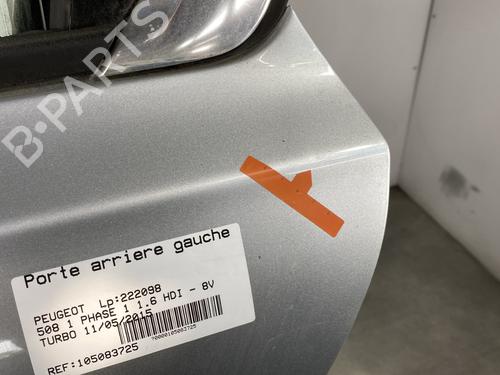 B-PARTS
Porte arriere gauche
PEUGEOT Lp:222098
508 1 PHASE 1 1.6 HDI - 8V
TURBO 11/05/2015
70000105083725
REF:105083725